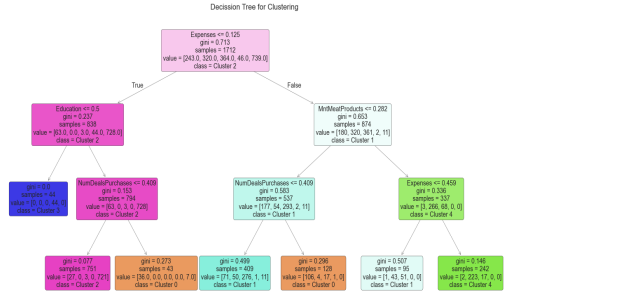 Decission Tree for Clustering
Expenses <= 0.125
gini = 0.713
samples = 1712
value = [243.0, 320.0, 364.0, 46.0, 739.0]
class = Cluster 2
True
False
Education <= 0.5
gini = 0.237
samples = 838
value = [63.0, 0.0, 3.0, 44.0, 728.0]
class = Cluster 2
MntMeatProducts <= 0.282
gini = 0.653
samples = 874
value = [180, 320, 361, 2, 11]
class = Cluster 1
gini = 0.0
samples = 44
value = [0, 0, 0, 44, 0]
class = Cluster 3
NumDealsPurchases <= 0.409
gini = 0.153
samples = 794
value = [63, 0, 3, 0, 728]
class = Cluster 2
NumDealsPurchases <= 0.409
gini = 0.583
samples = 537
value = [177, 54, 293, 2, 11]
class = Cluster 1
Expenses <= 0.459
gini = 0.336
samples = 337
value = [3, 266, 68, 0, 0]
class = Cluster 4
gini = 0.077
samples = 751
value = [27, 0, 3, 0, 721]
class = Cluster 2
gini = 0.273
samples = 43
value = [36.0, 0.0, 0.0, 0.0, 7.0]
class = Cluster 0
gini = 0.499
samples = 409
value = [71, 50, 276, 1, 11]
class = Cluster 1
gini = 0.296
samples = 128
value = [106, 4, 17, 1, 0]
class = Cluster 0
gini = 0.507
samples = 95
value = [1, 43, 51, 0, 0]
class = Cluster 1
gini = 0.146
samples = 242
value = [2, 223, 17, 0, 0]
class = Cluster 4